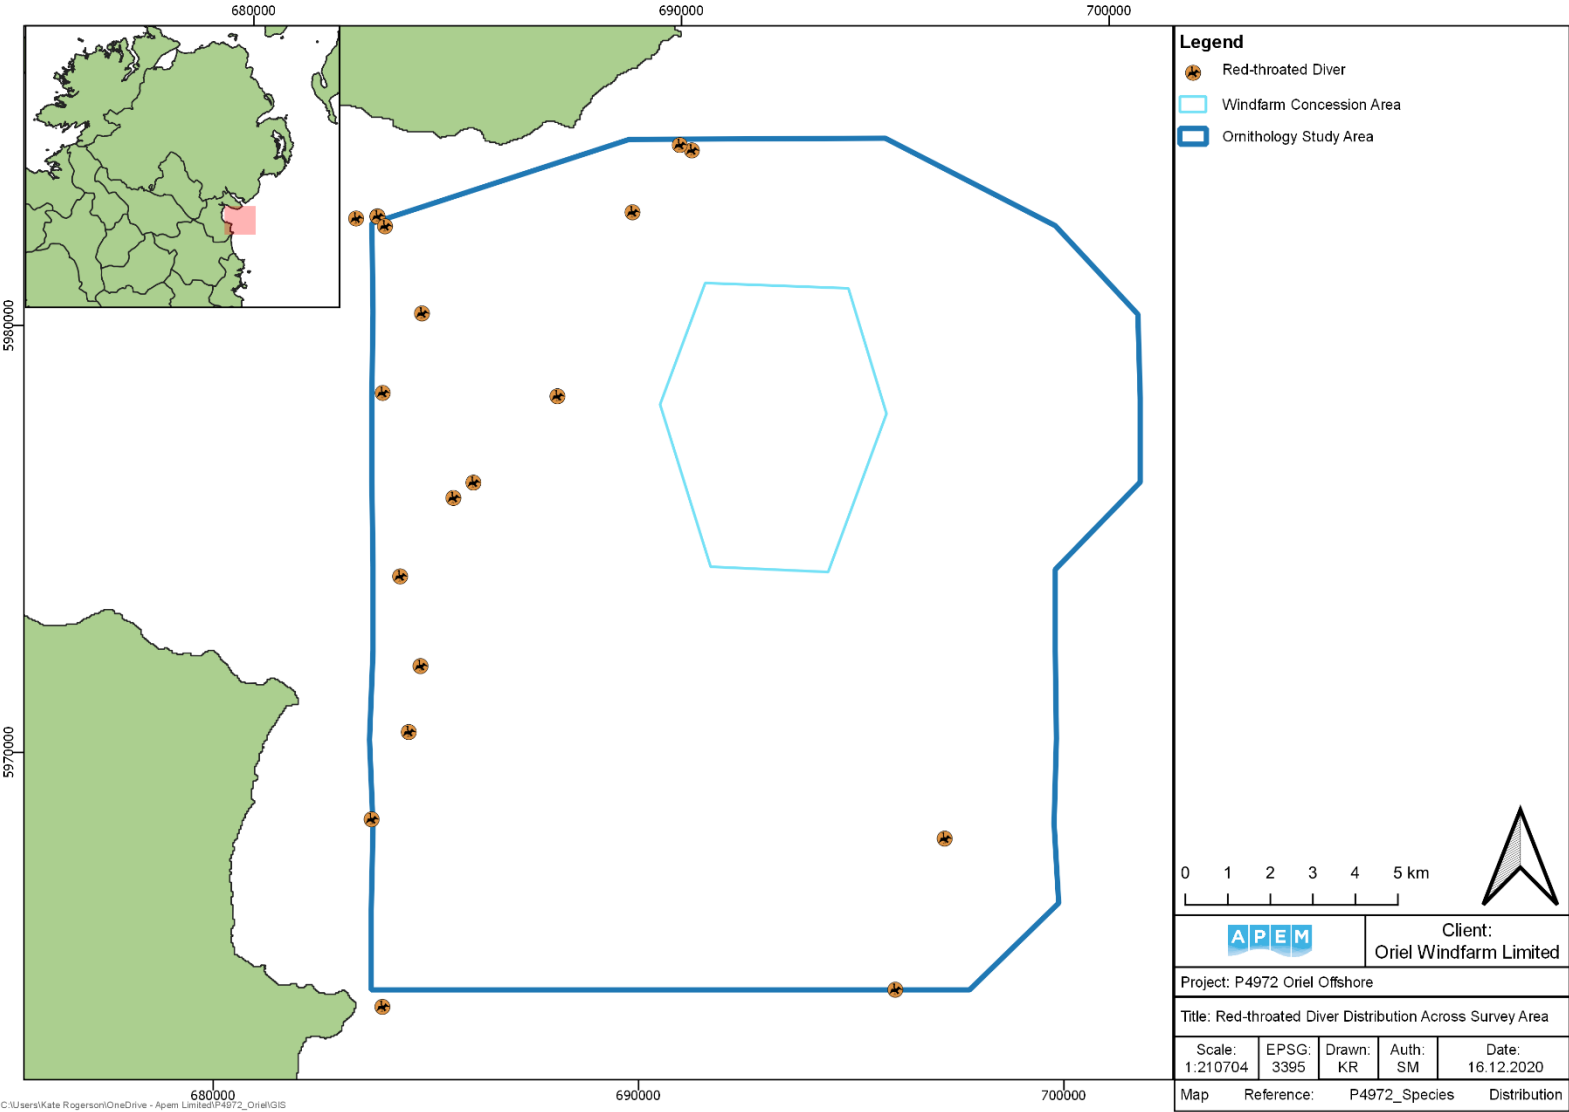 680000
690000
700000
Legend
Red-throated Diver
Windfarm Concession Area
Ornithology Study Area
5980000
5970000
0 1 2 3 4 5 km
APEM
Client:
Oriel Windfarm Limited
Project: P4972 Oriel Offshore
Title: Red-throated Diver Distribution Across Survey Area
Scale: EPSG: Drawn: Auth: Date:
1:210704 3395 KR SM 16.12.2020
Map Reference: P4972_Species Distribution
680000
690000
700000
C:\Users\Kate Rogerson\OneDrive - Apem Limited\P4972_Oriel\GIS